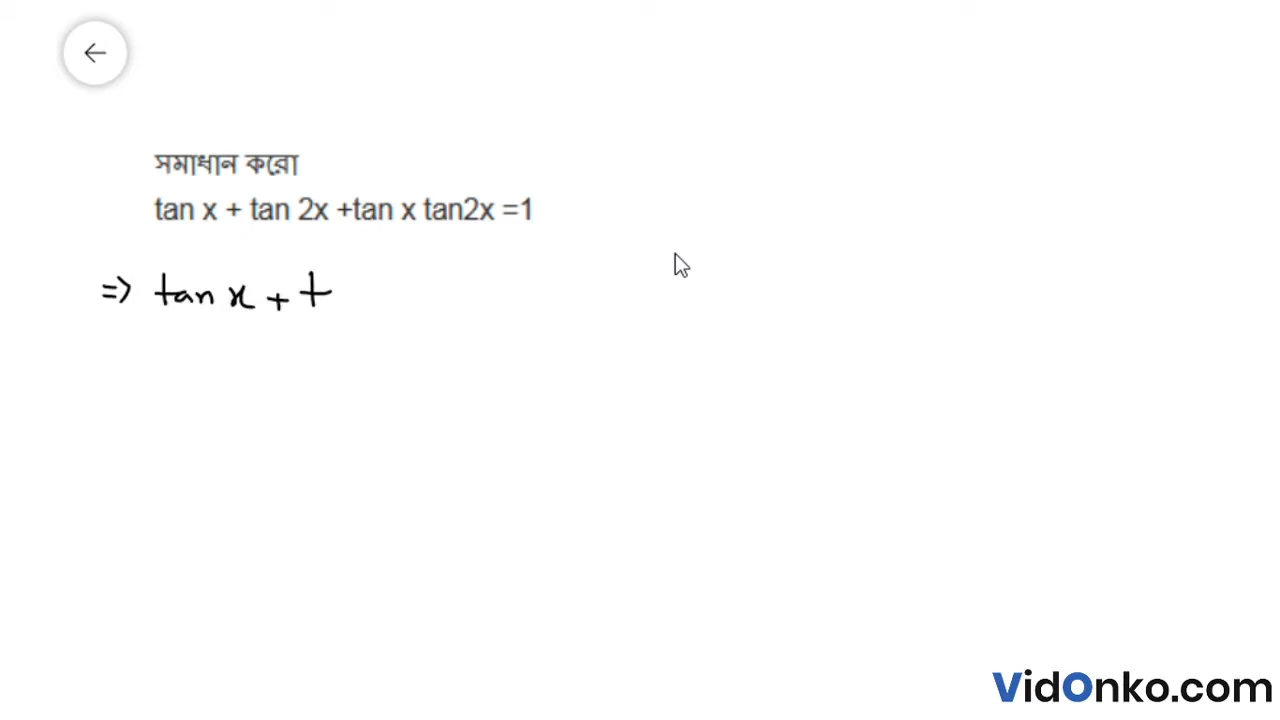 সমাধান করো
tan x + tan 2x +tan x tan2x =1
=> tan x + t
VidOnko.com